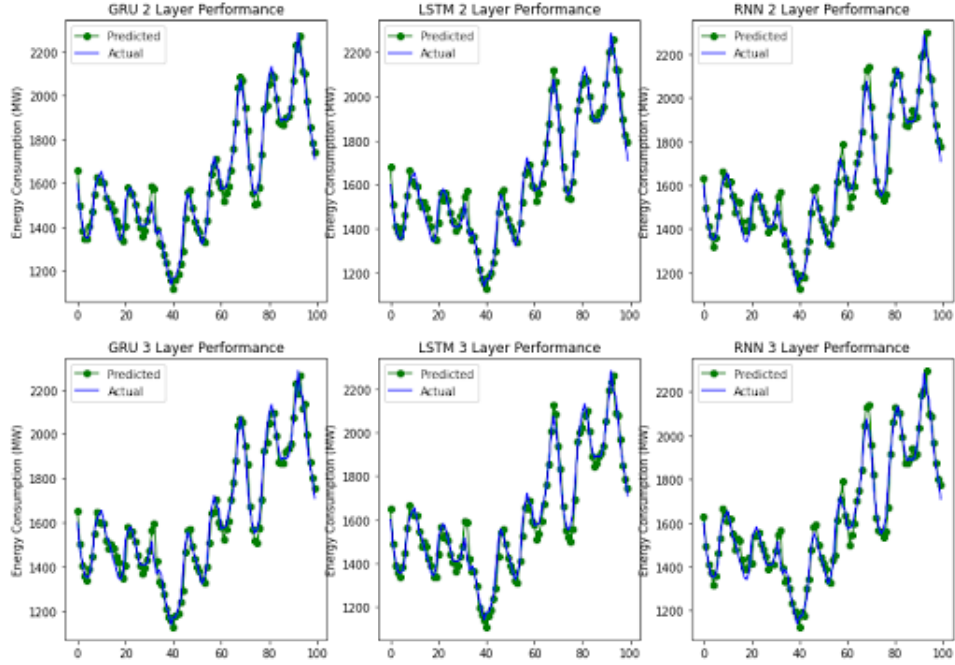 GRU 2 Layer Performance
Predicted
Actual
Energy Consumption (MW)
2200
2000
1800
1600
1400
1200
0 20 40 60 80 100
LSTM 2 Layer Performance
Predicted
Actual
Energy Consumption (MW)
2200
2000
1800
1600
1400
1200
0 20 40 60 80 100
RNN 2 Layer Performance
Predicted
Actual
Energy Consumption (MW)
2200
2000
1800
1600
1400
1200
0 20 40 60 80 100
GRU 3 Layer Performance
Predicted
Actual
Energy Consumption (MW)
2200
2000
1800
1600
1400
1200
0 20 40 60 80 100
LSTM 3 Layer Performance
Predicted
Actual
Energy Consumption (MW)
2200
2000
1800
1600
1400
1200
0 20 40 60 80 100
RNN 3 Layer Performance
Predicted
Actual
Energy Consumption (MW)
2200
2000
1800
1600
1400
1200
0 20 40 60 80 100